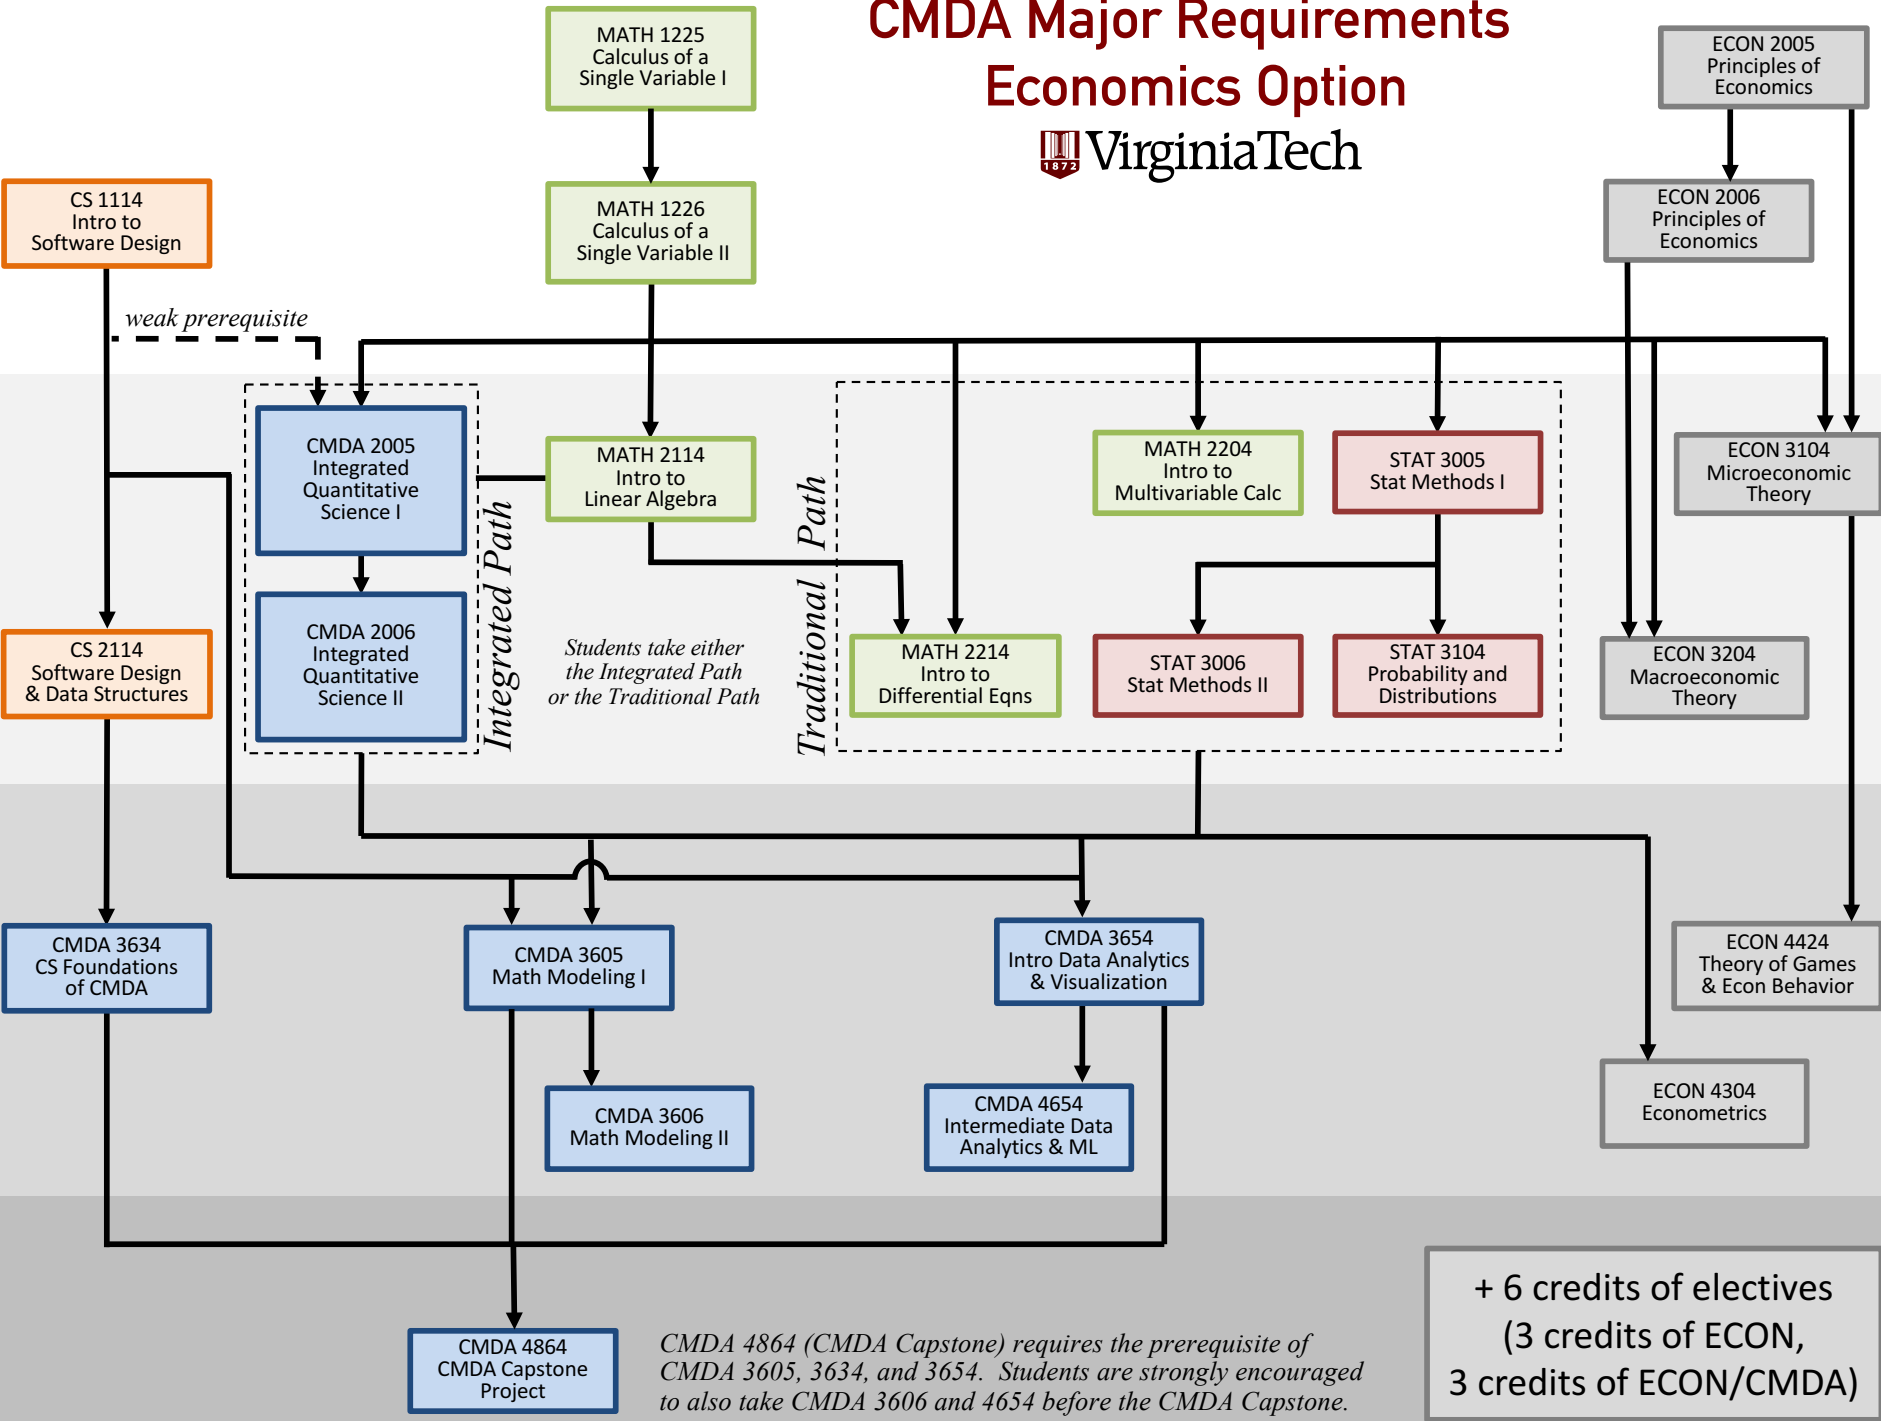 CMDA Major Requirements
Economics Option
1872
VirginiaTech
MATH 1225
Calculus of a
Single Variable I
ECON 2005
Principles of
Economics
CS 1114
Intro to
Software Design
MATH 1226
Calculus of a
Single Variable II
ECON 2006
Principles of
Economics
weak prerequisite
CMDA 2005
Integrated
Quantitative
Science I
MATH 2114
Intro to
Linear Algebra
MATH 2204
Intro to
Multivariable Calc
STAT 3005
Stat Methods I
ECON 3104
Microeconomic
Theory
Integrated Path
Traditional Path
CS 2114
Software Design
& Data Structures
CMDA 2006
Integrated
Quantitative
Science II
Students take either
the Integrated Path
or the Traditional Path
MATH 2214
Intro to
Differential Eqns
STAT 3006
Stat Methods II
STAT 3104
Probability and
Distributions
ECON 3204
Macroeconomic
Theory
CMDA 3634
CS Foundations
of CMDA
CMDA 3605
Math Modeling I
CMDA 3654
Intro Data Analytics
& Visualization
ECON 4424
Theory of Games
& Econ Behavior
CMDA 3606
Math Modeling II
CMDA 4654
Intermediate Data
Analytics & ML
ECON 4304
Econometrics
CMDA 4864
CMDA Capstone
Project
CMDA 4864 (CMDA Capstone) requires the prerequisite of
CMDA 3605, 3634, and 3654. Students are strongly encouraged
to also take CMDA 3606 and 4654 before the CMDA Capstone.
+ 6 credits of electives
(3 credits of ECON,
3 credits of ECON/CMDA)